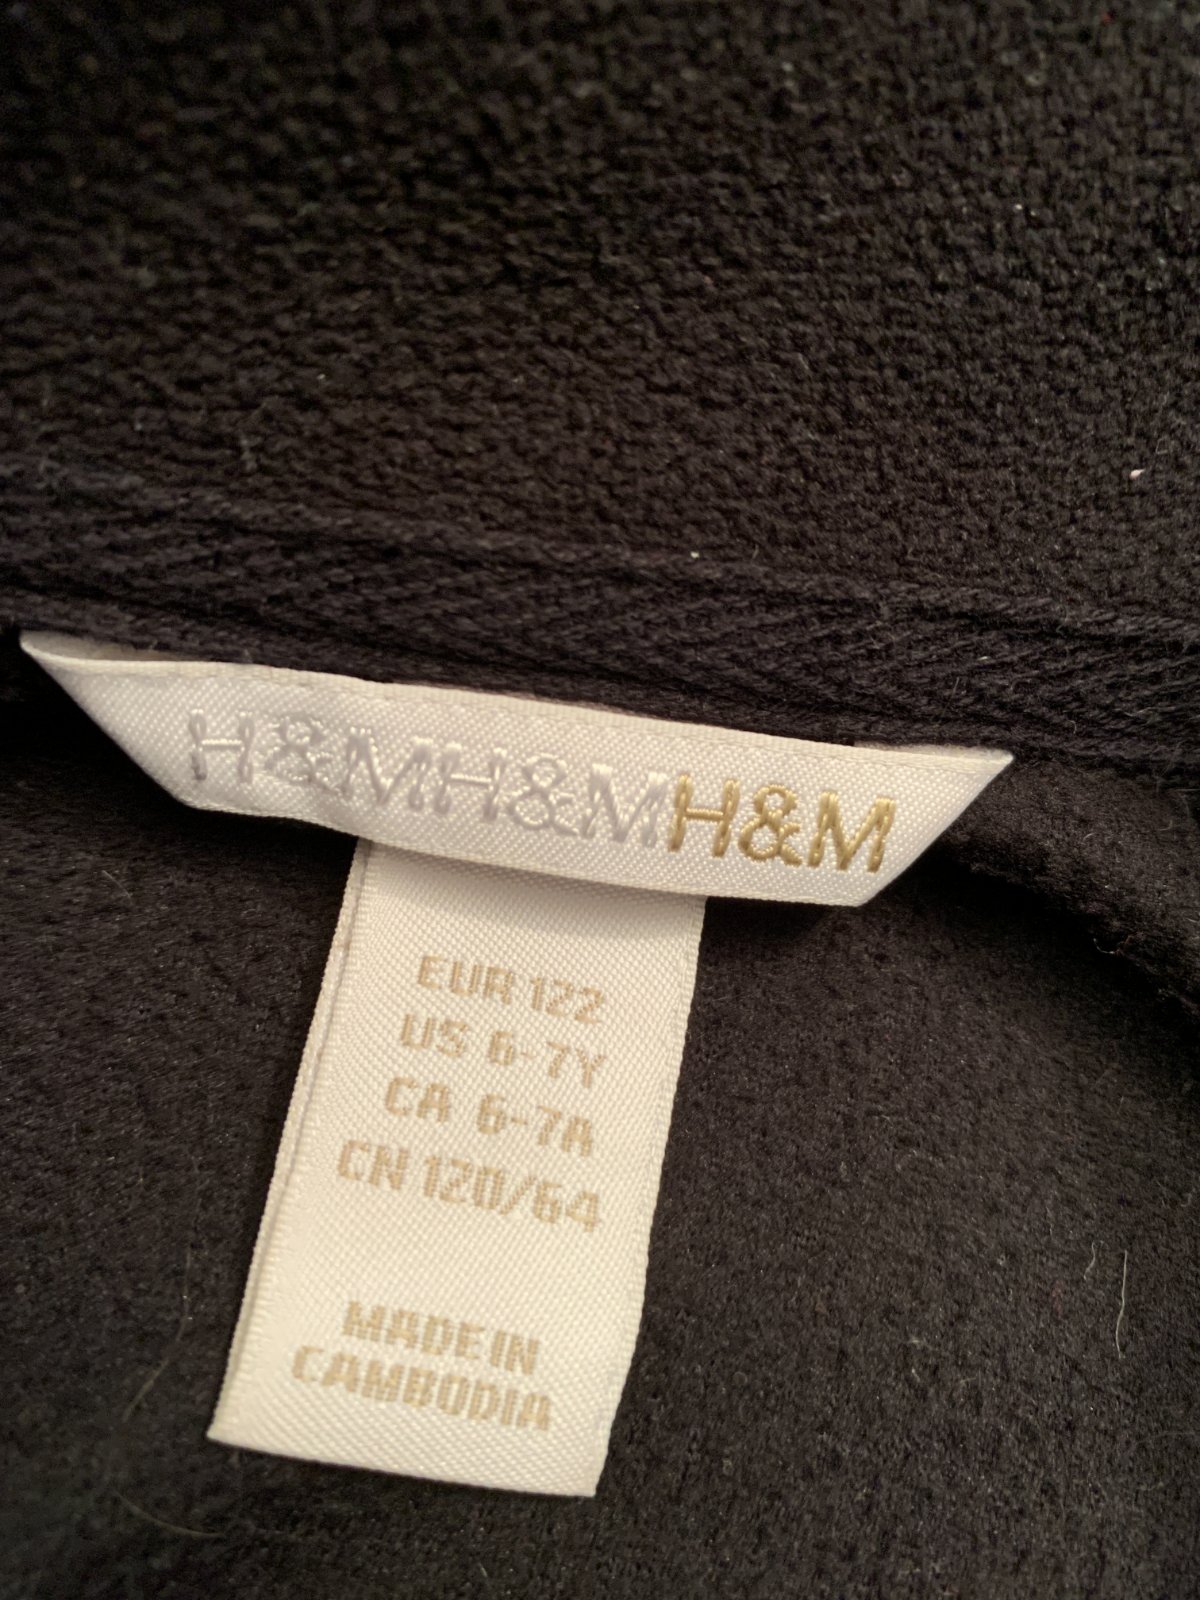 H&MH&MH&M
EUR 122
US 6-7Y
CA 6-7A
CN 120/64
MADE IN
CAMBODIA